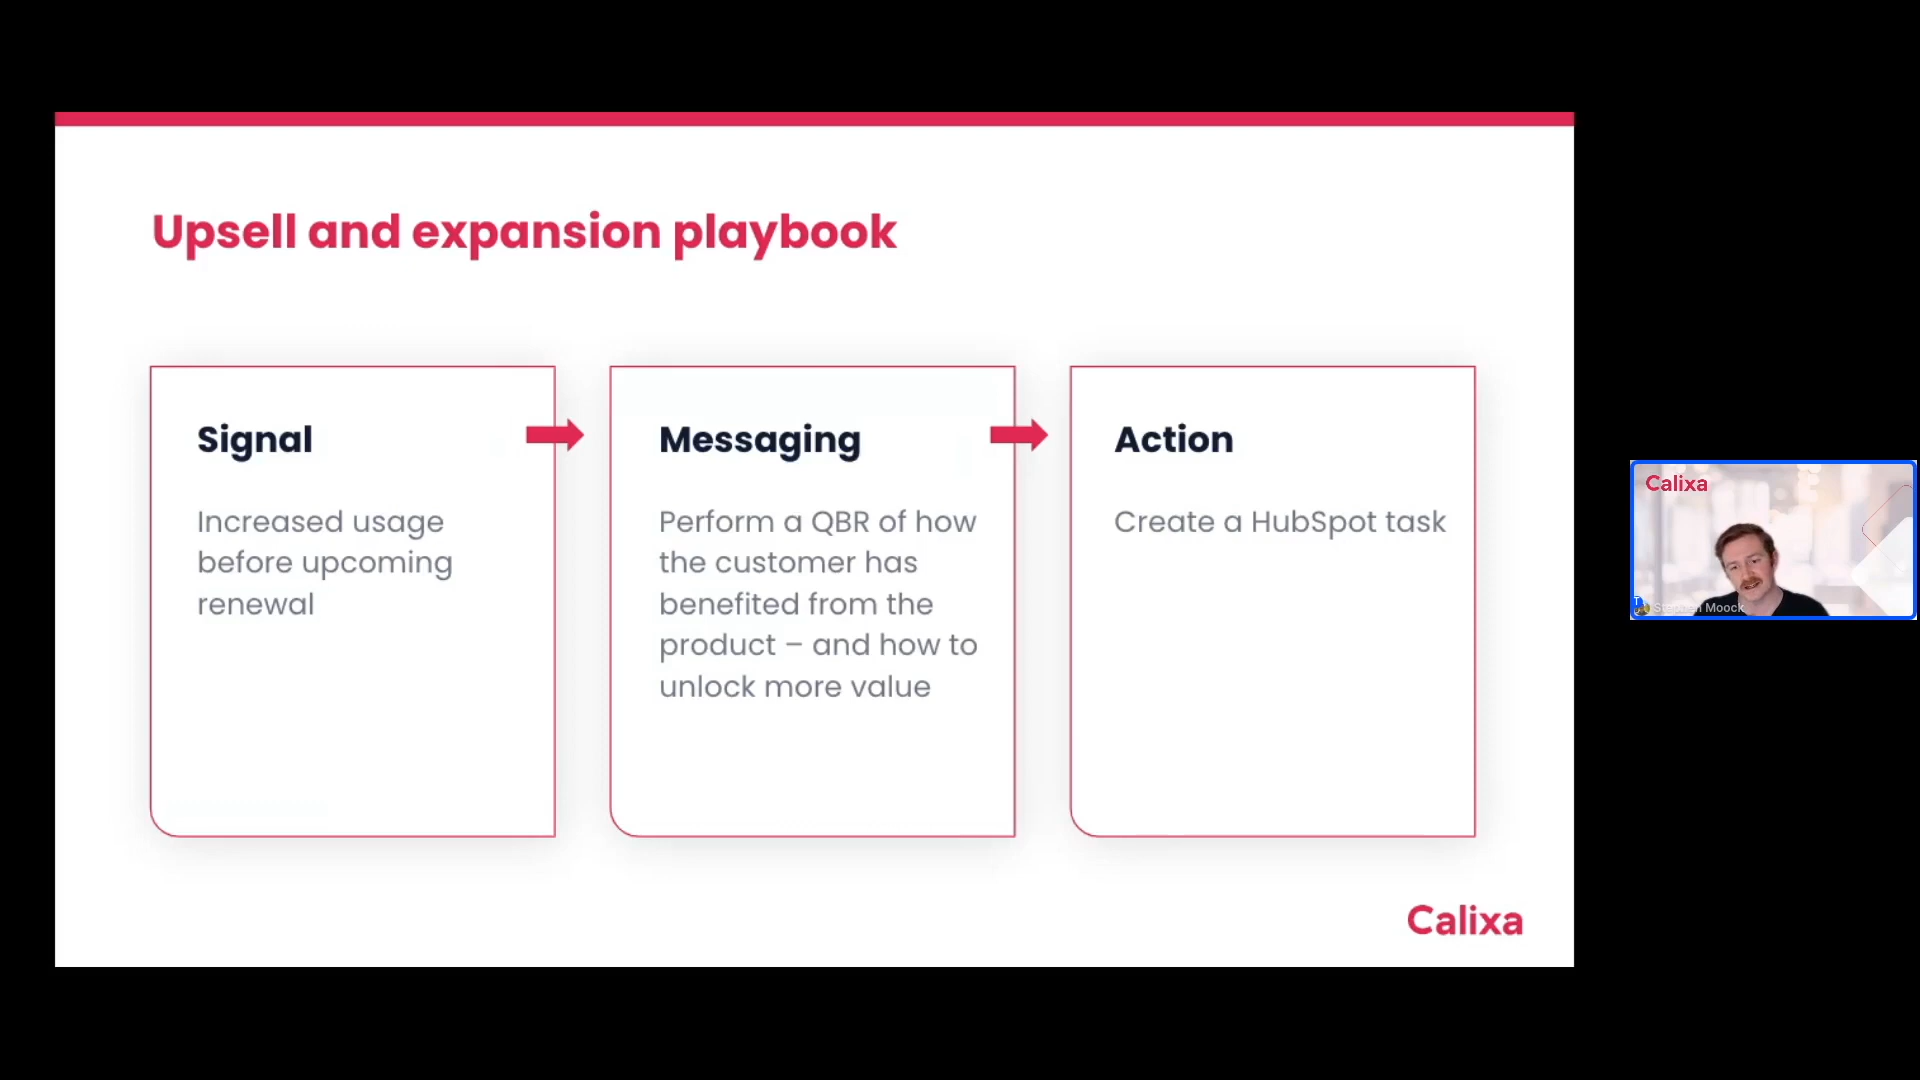 Upsell and expansion playbook
Signal
Increased usage
before upcoming
renewal
Messaging
Perform a QBR of how
the customer has
benefited from the
product – and how to
unlock more value
Action
Create a HubSpot task
Calixa
Calixa
Stephen Moock